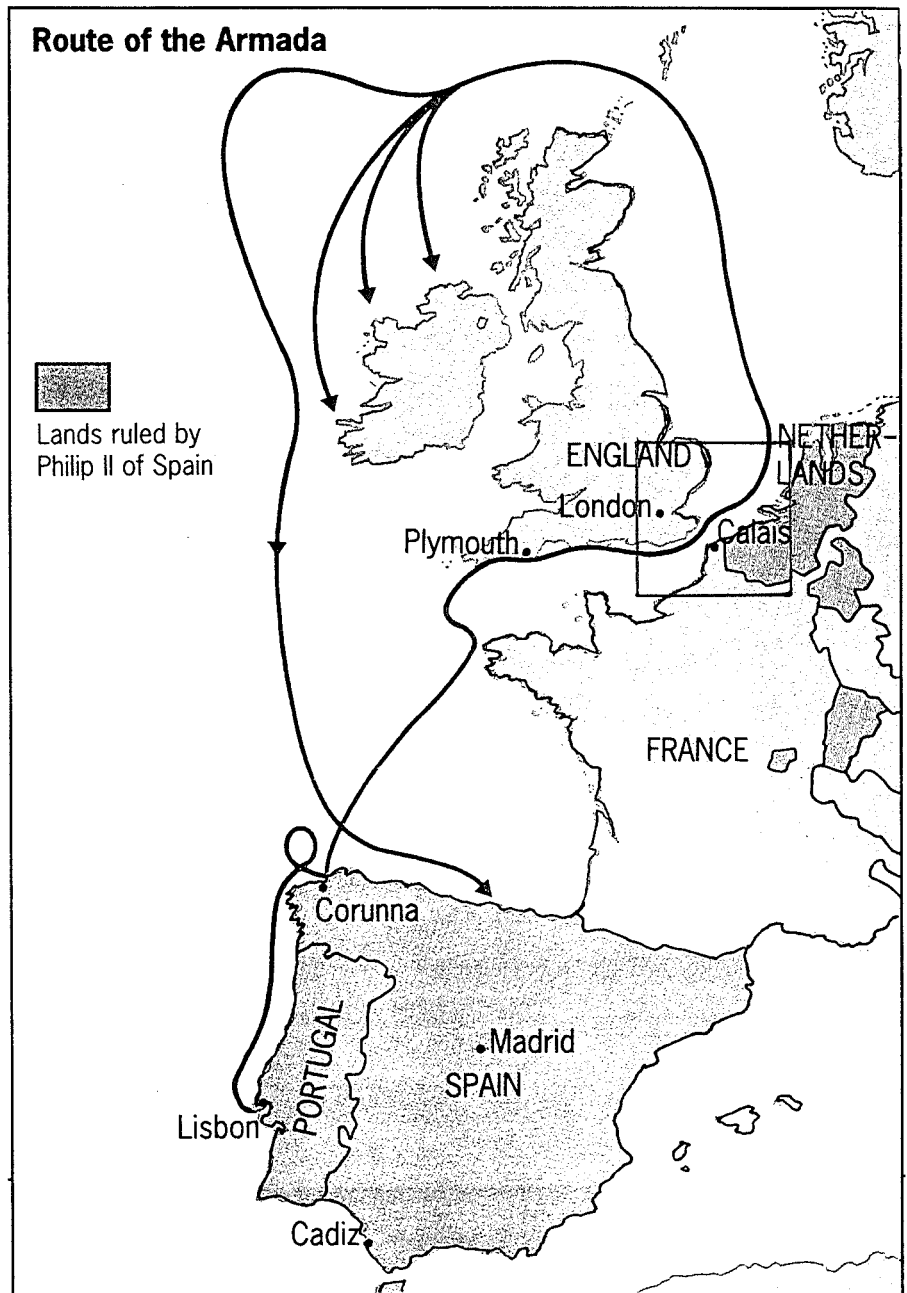 Route of the Armada
Lands ruled by
Philip II of Spain
ENGLAND
NETHER-
LANDS
London
Calais
Plymouth
FRANCE
Corunna
PORTUGAL
Madrid
SPAIN
Lisbon
Cadiz